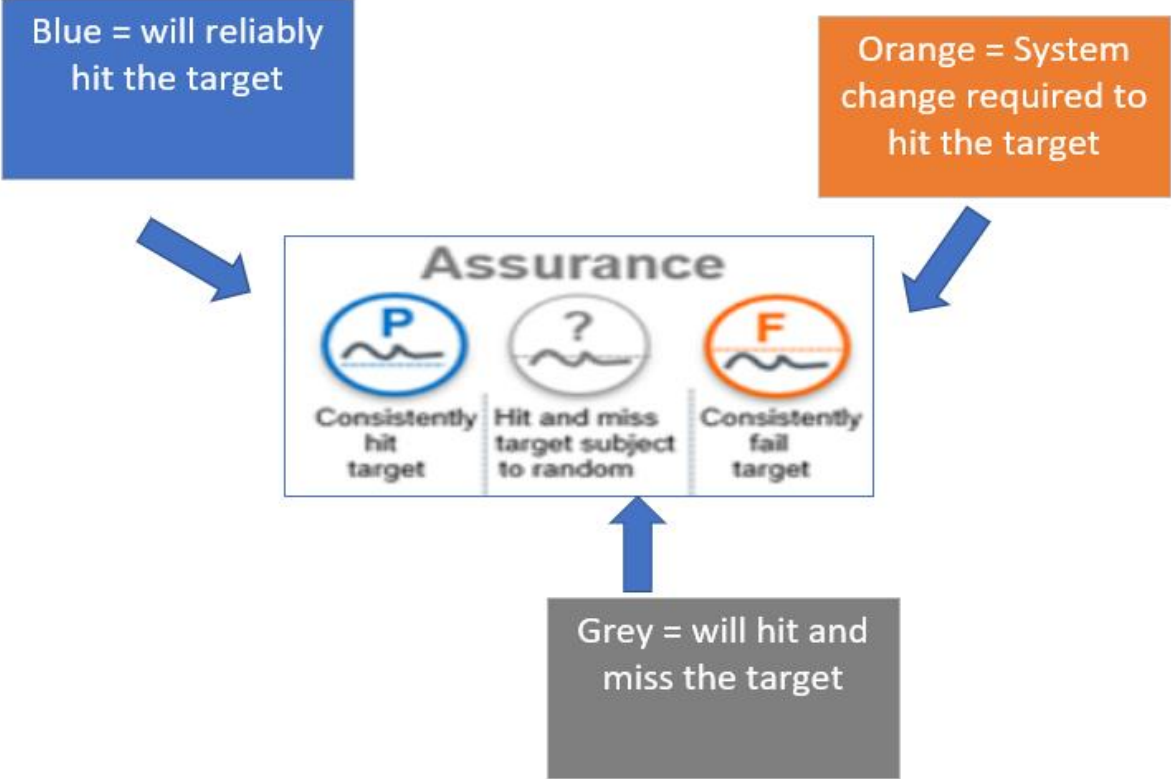 Blue = will reliably
hit the target
Orange = System
change required to
hit the target
Assurance
P
?
F
Consistently
hit
target
Hit and miss
target subject
to random
Consistently
fail
target
Grey = will hit and
miss the target